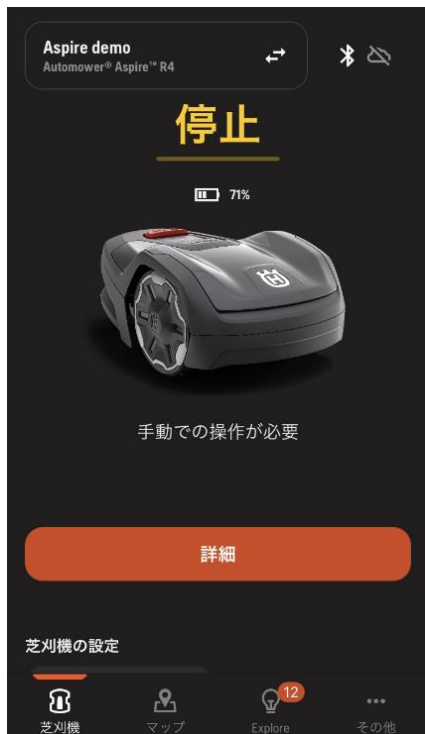 Aspire demo
Automower® Aspire™ R4
停止
71%
手動での操作が必要
詳細
芝刈機の設定
12
芝刈機
マップ
Explore
その他